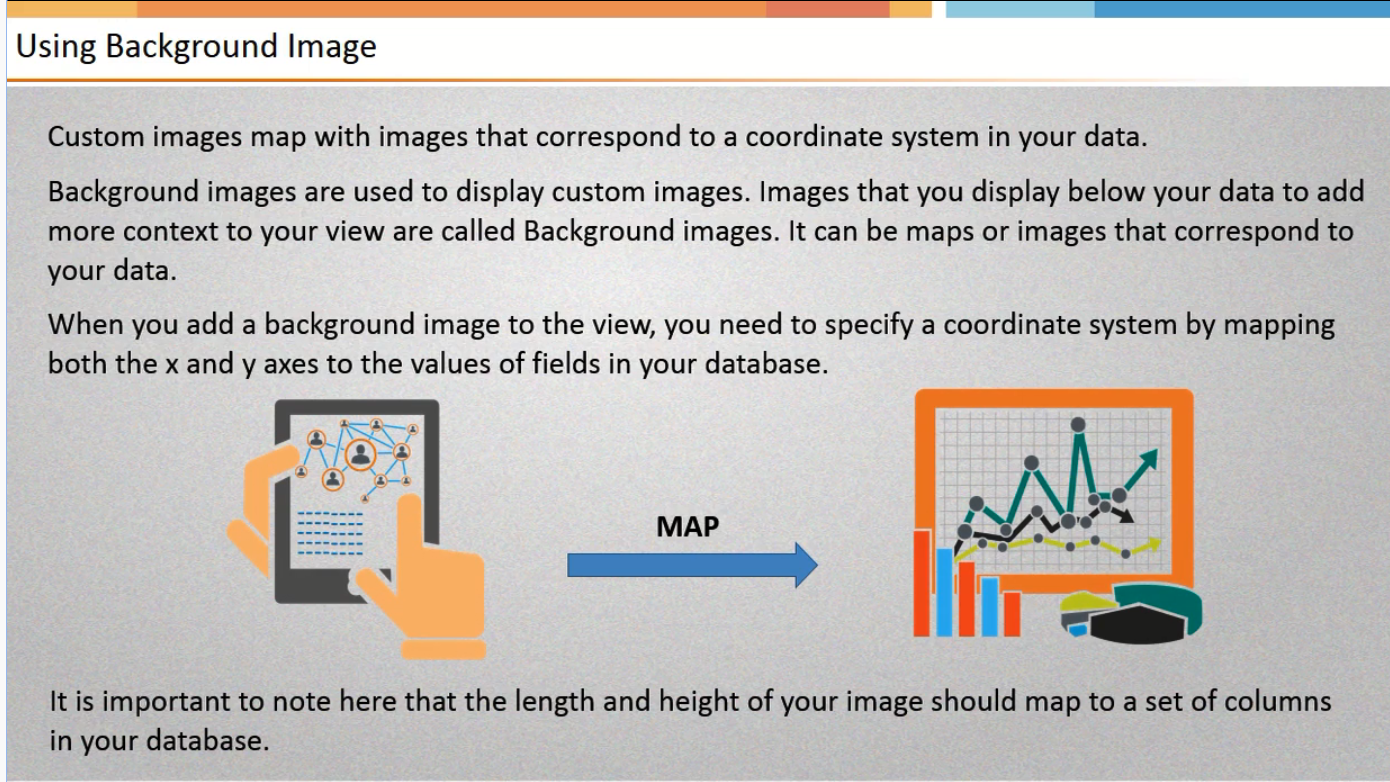 Using Background Image
Custom images map with images that correspond to a coordinate system in your data.
Background images are used to display custom images. Images that you display below your data to add
more context to your view are called Background images. It can be maps or images that correspond to
your data.
When you add a background image to the view, you need to specify a coordinate system by mapping
both the x and y axes to the values of fields in your database.
MAP
It is important to note here that the length and height of your image should map to a set of columns
in your database.